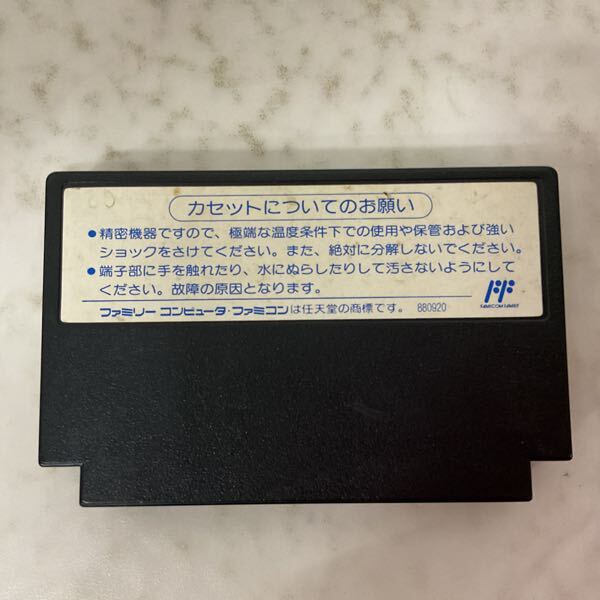 カセットについてのお願い
●精密機器ですので、極端な温度条件下での使用や保管および強い
ショックをさけてください。また、絶対に分解しないでください。
●端子部に手を触れたり、水にぬらしたりして汚さないようにして
ください。故障の原因となります。
ファミリーコンピュータ・ファミコンは任天堂の商標です。 880920
FF
FAMICOM FAMILY